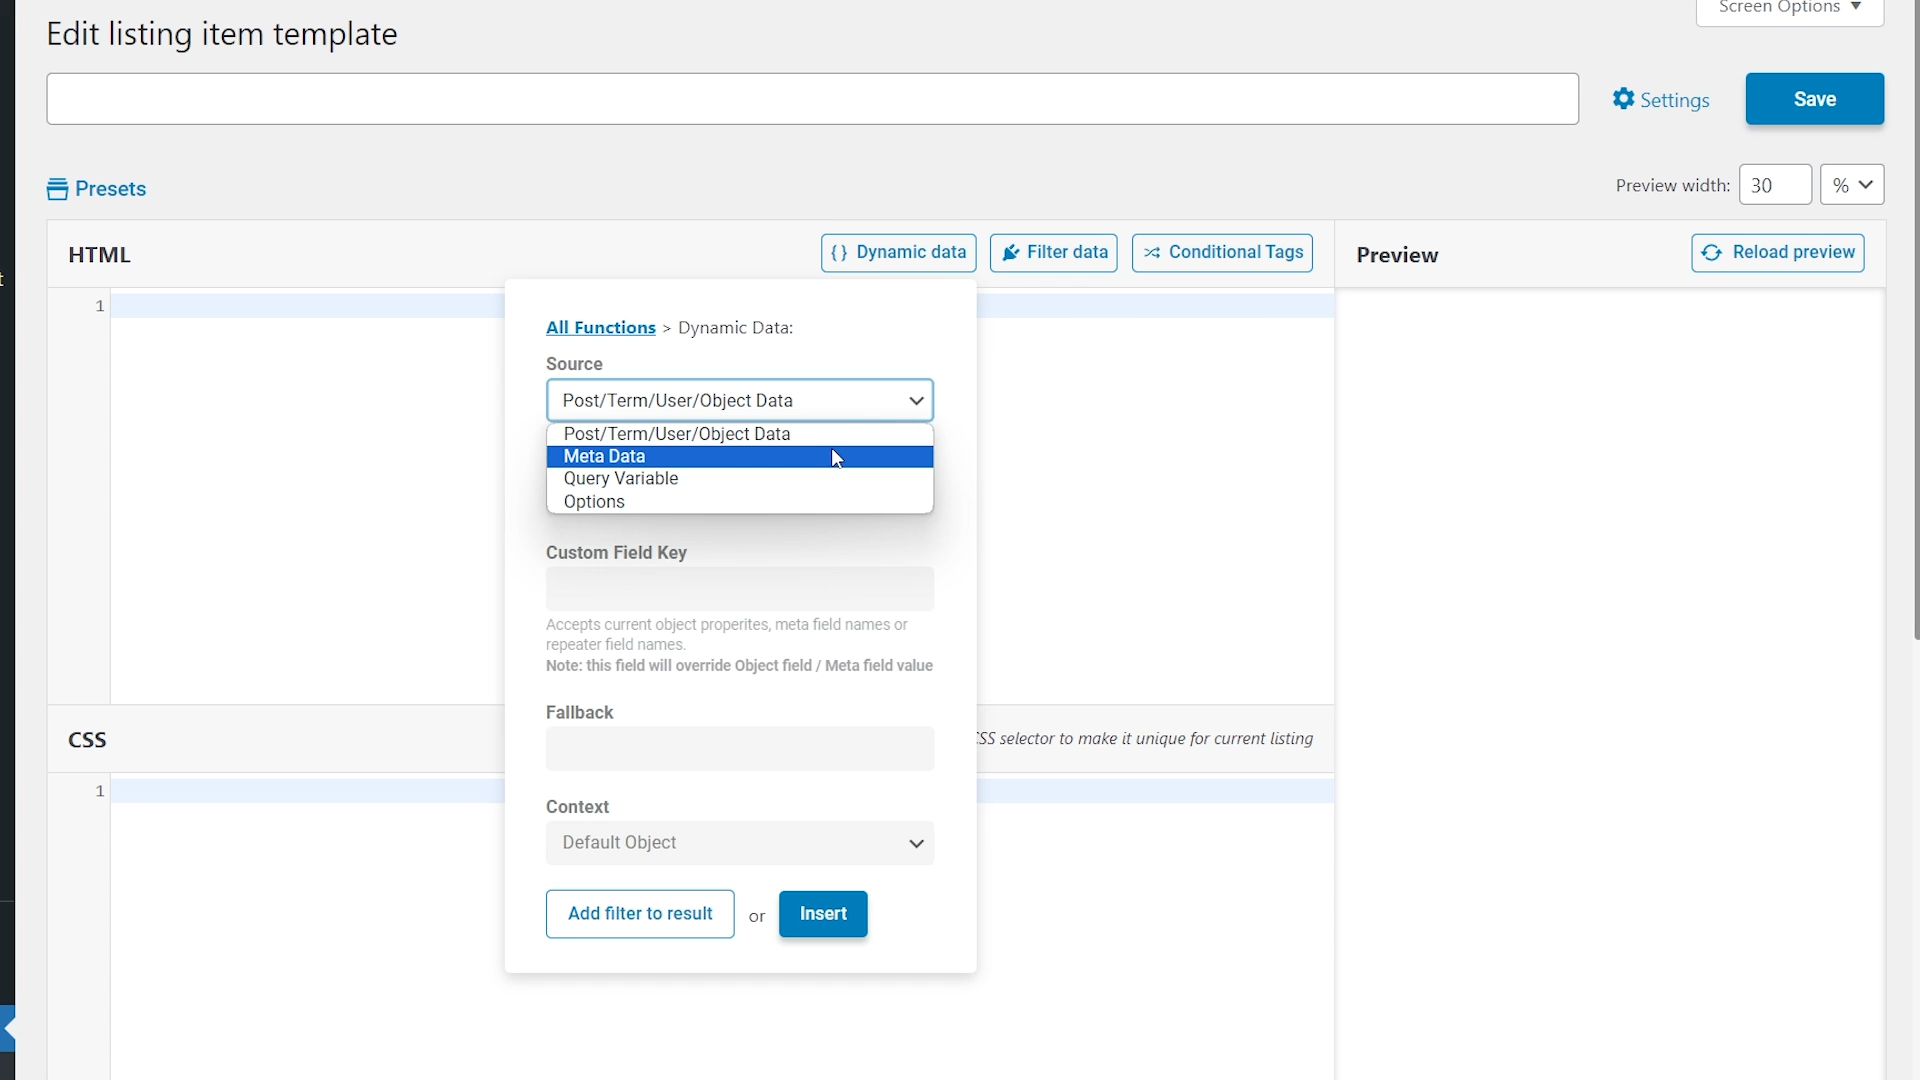 Screen Options
Edit listing item template
Settings
Save
Presets
Preview width: 30 %
HTML
{} Dynamic data
Filter data
Conditional Tags
Preview
Reload preview
1
All Functions > Dynamic Data:
Source
Post/Term/User/Object Data
Post/Term/User/Object Data
Meta Data
Query Variable
Options
Custom Field Key
Accepts current object properites, meta field names or
repeater field names.
Note: this field will override Object field / Meta field value
Fallback
CSS
SS selector to make it unique for current listing
1
Context
Default Object
Add filter to result or Insert